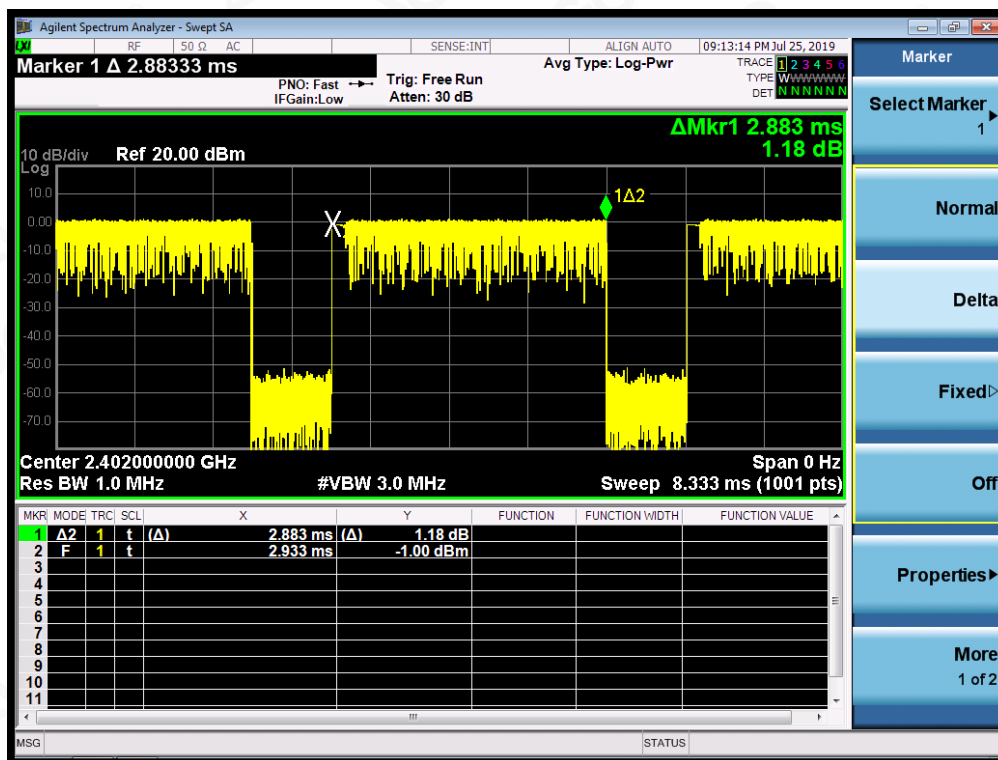 Agilent Spectrum Analyzer - Swept SA
LXI RF 50 Ω AC SENSE:INT ALIGN AUTO 09:13:14 PM Jul 25, 2019
Marker 1 Δ 2.88333 ms
PNO: Fast
IFGain:Low
Trig: Free Run
Atten: 30 dB
Avg Type: Log-Pwr
TRACE 1 2 3 4 5 6
TYPE WWWWWWW
DET N N N N N N
ΔMkr1 2.883 ms
1.18 dB
10 dB/div Ref 20.00 dBm
Log
10.0
0.00
-10.0
-20.0
-30.0
-40.0
-50.0
-60.0
-70.0
X
1Δ2
Center 2.402000000 GHz Span 0 Hz
Res BW 1.0 MHz #VBW 3.0 MHz Sweep 8.333 ms (1001 pts)
MKR MODE TRC SCL X Y FUNCTION FUNCTION WIDTH FUNCTION VALUE
1 Δ2 1 t (Δ) 2.883 ms (Δ) 1.18 dB
2 F 1 t 2.933 ms -1.00 dBm
3
4
5
6
7
8
9
10
11
MSG STATUS
Marker
Select Marker
1
Normal
Delta
Fixed
Off
Properties
More
1 of 2